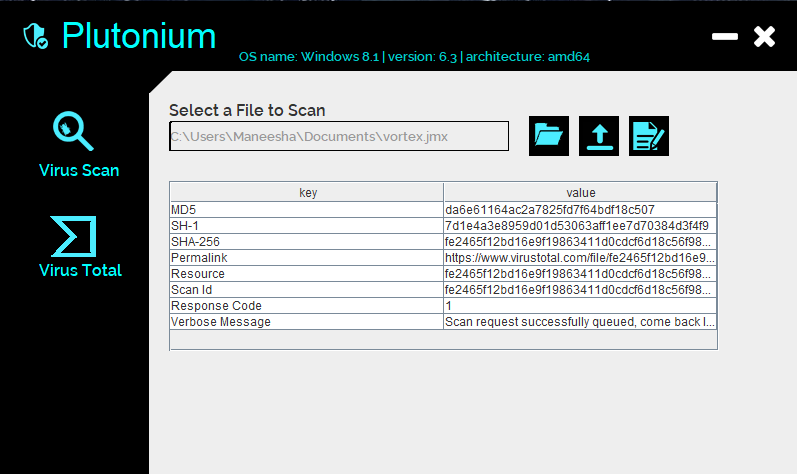 Plutonium
OS name: Windows 8.1 | version: 6.3 | architecture: amd64
Virus Scan
Virus Total
Select a File to Scan
C:\Users\Maneesha\Documents\vortex.jmx
key value
MD5 da6e61164ac2a7825fd7f64bdf18c507
SH-1 7d1e4a3e8959d01d53063aff1ee7d70384d3f4f9
SHA-256 fe2465f12bd16e9f19863411d0cdcf6d18c56f98...
Permalink https://www.virustotal.com/file/fe2465f12bd16e9...
Resource fe2465f12bd16e9f19863411d0cdcf6d18c56f98...
Scan Id fe2465f12bd16e9f19863411d0cdcf6d18c56f98...
Response Code 1
Verbose Message Scan request successfully queued, come back l...